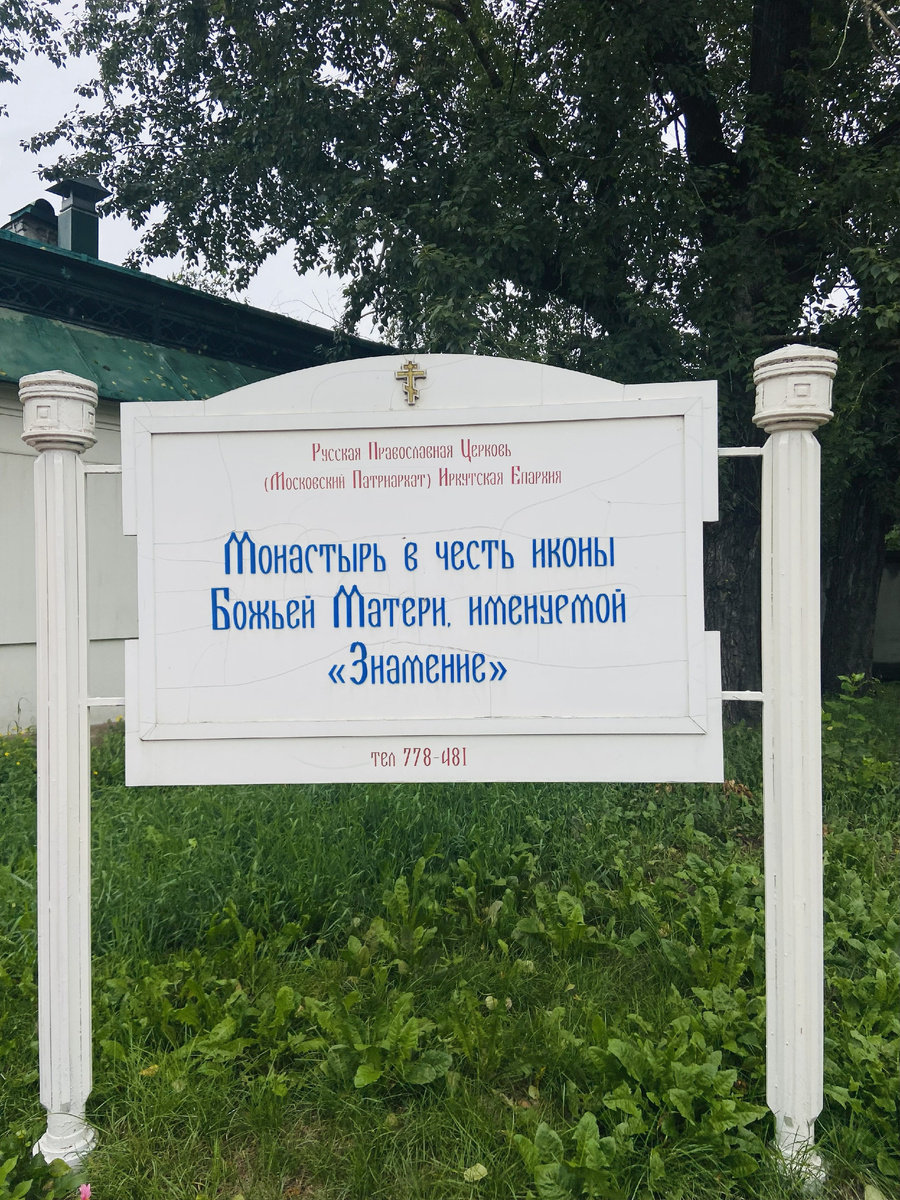 Русская Православная Церковь
(Московский Патриархат) Иркутская Епархия
Монастырь в честь иконы
Божьей Матери, именуемой
«Знамение»
тел 778-481